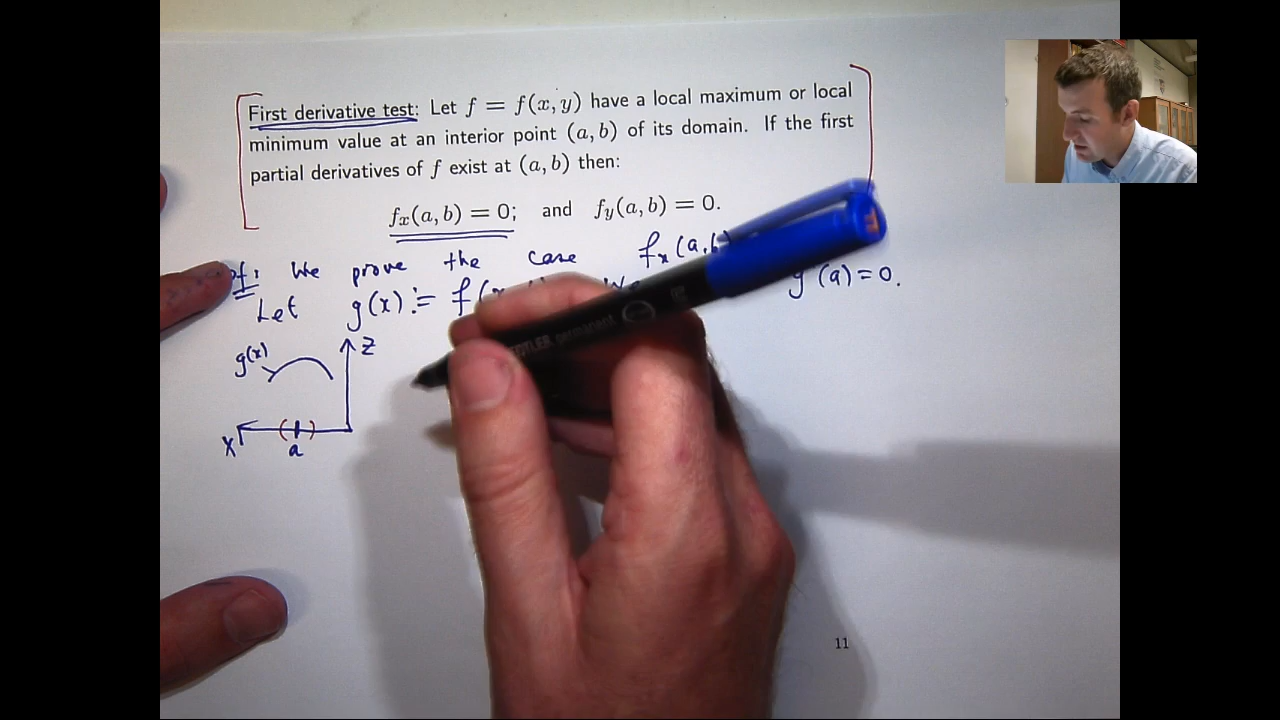 First derivative test: Let f = f(x, y) have a local maximum or local
minimum value at an interior point (a, b) of its domain. If the first
partial derivatives of f exist at (a, b) then:
fx(a, b) = 0; and fy(a, b) = 0.
We prove the case fx(a,b
Let g(x) := f(x g'(a) = 0.
g(x) z
x a
permanent
11